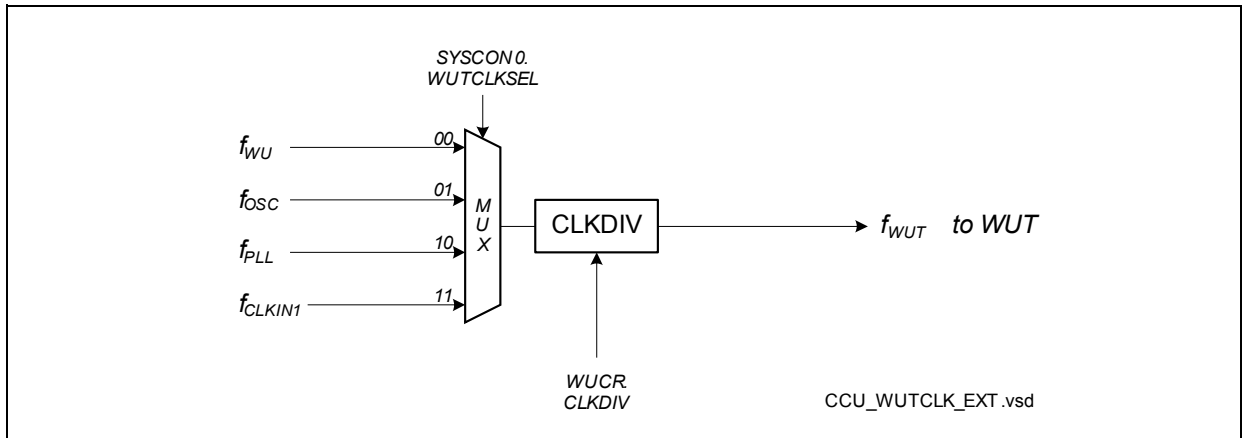 SYSCON0.
WUTCLKSEL
fWU
00
fOSC
01
fPLL
10
fCLKIN1
11
M
U
X
CLKDIV
fWUT to WUT
WUCR.
CLKDIV
CCU_WUTCLK_EXT.vsd